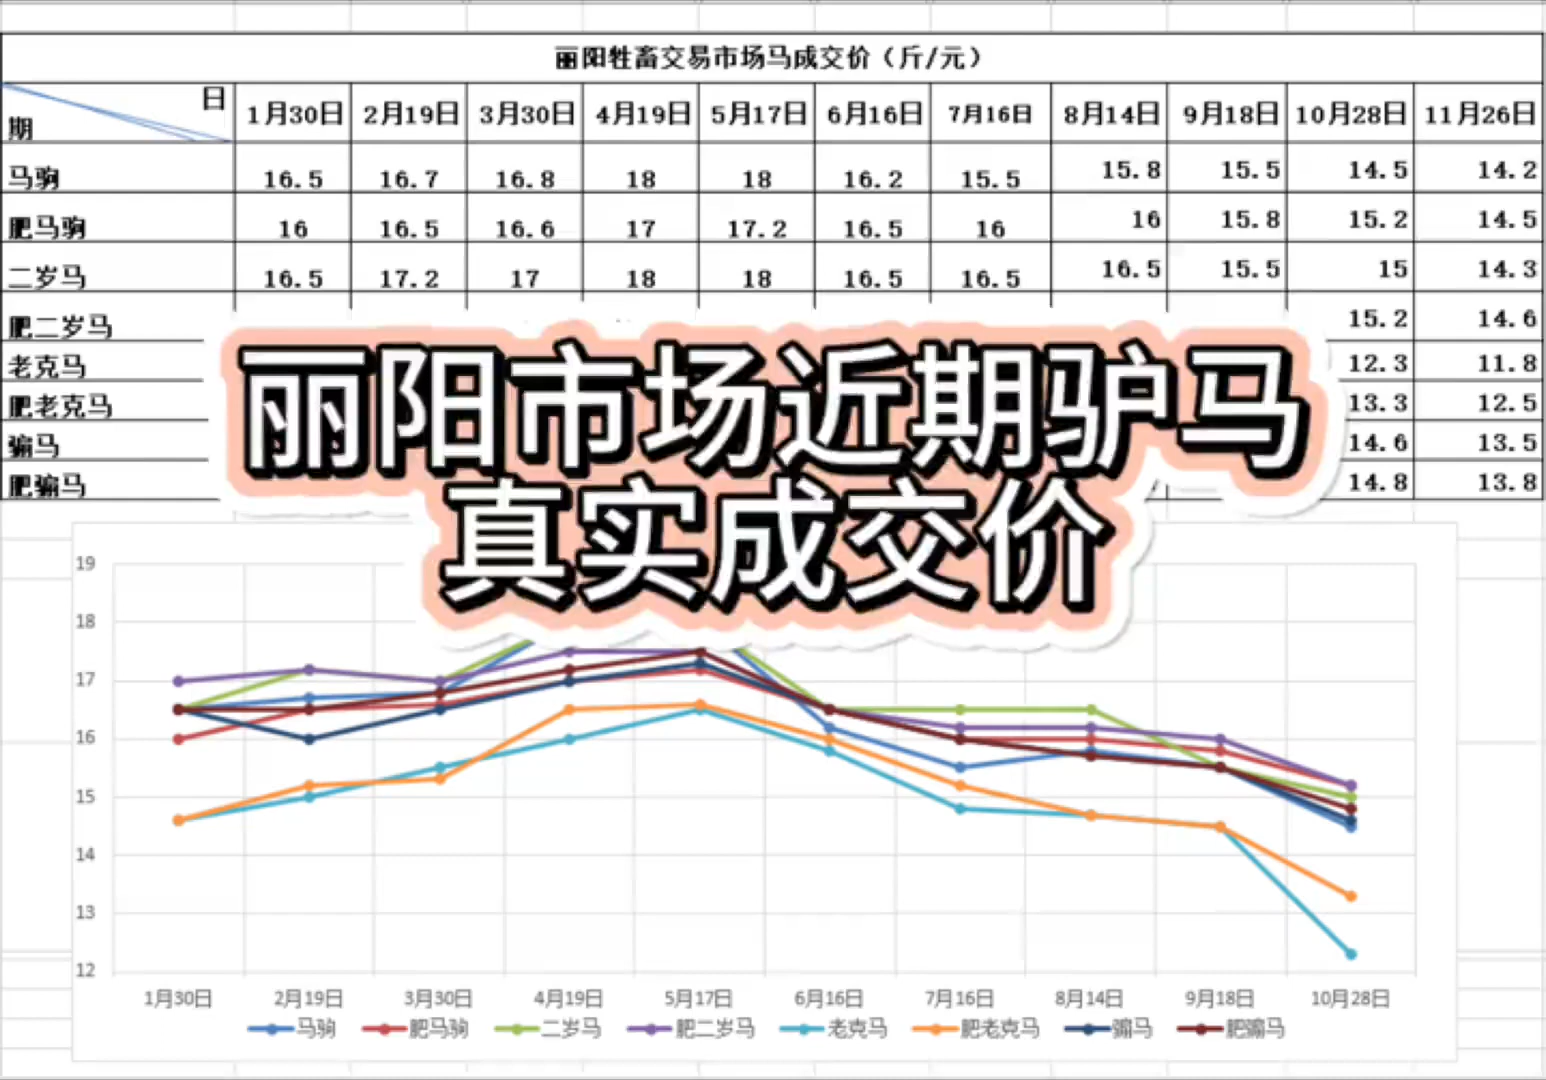 丽阳牲畜交易市场马成交价（斤/元）
日
期
1月30日 2月19日 3月30日 4月19日 5月17日 6月16日 7月16日 8月14日 9月18日 10月28日 11月26日
马驹 16.5 16.7 16.8 18 18 16.2 15.5 15.8 15.5 14.5 14.2
肥马驹 16 16.5 16.6 17 17.2 16.5 16 16 15.8 15.2 14.5
二岁马 16.5 17.2 17 18 18 16.5 16.5 16.5 15.5 15 14.3
肥二岁马 15.2 14.6
老克马 12.3 11.8
肥老克马 13.3 12.5
骟马 14.6 13.5
肥骟马 14.8 13.8
丽阳市场近期驴马
真实成交价
19
18
17
16
15
14
13
12
1月30日 2月19日 3月30日 4月19日 5月17日 6月16日 7月16日 8月14日 9月18日 10月28日
马驹 肥马驹 二岁马 肥二岁马 老克马 肥老克马 骟马 肥骟马